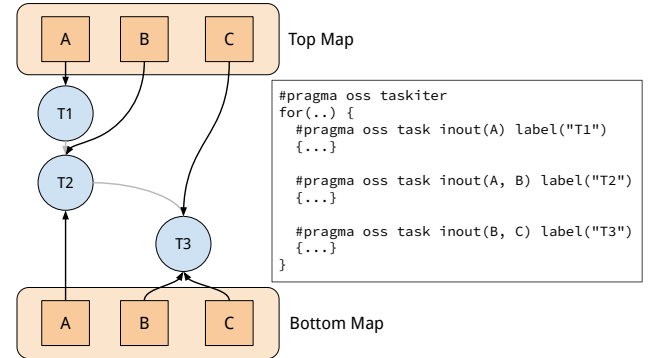 A B C Top Map
T1
T2
T3
#pragma oss taskiter
for(..) {
#pragma oss task inout(A) label("T1")
{...}
#pragma oss task inout(A, B) label("T2")
{...}
#pragma oss task inout(B, C) label("T3")
{...}
}
A B C Bottom Map